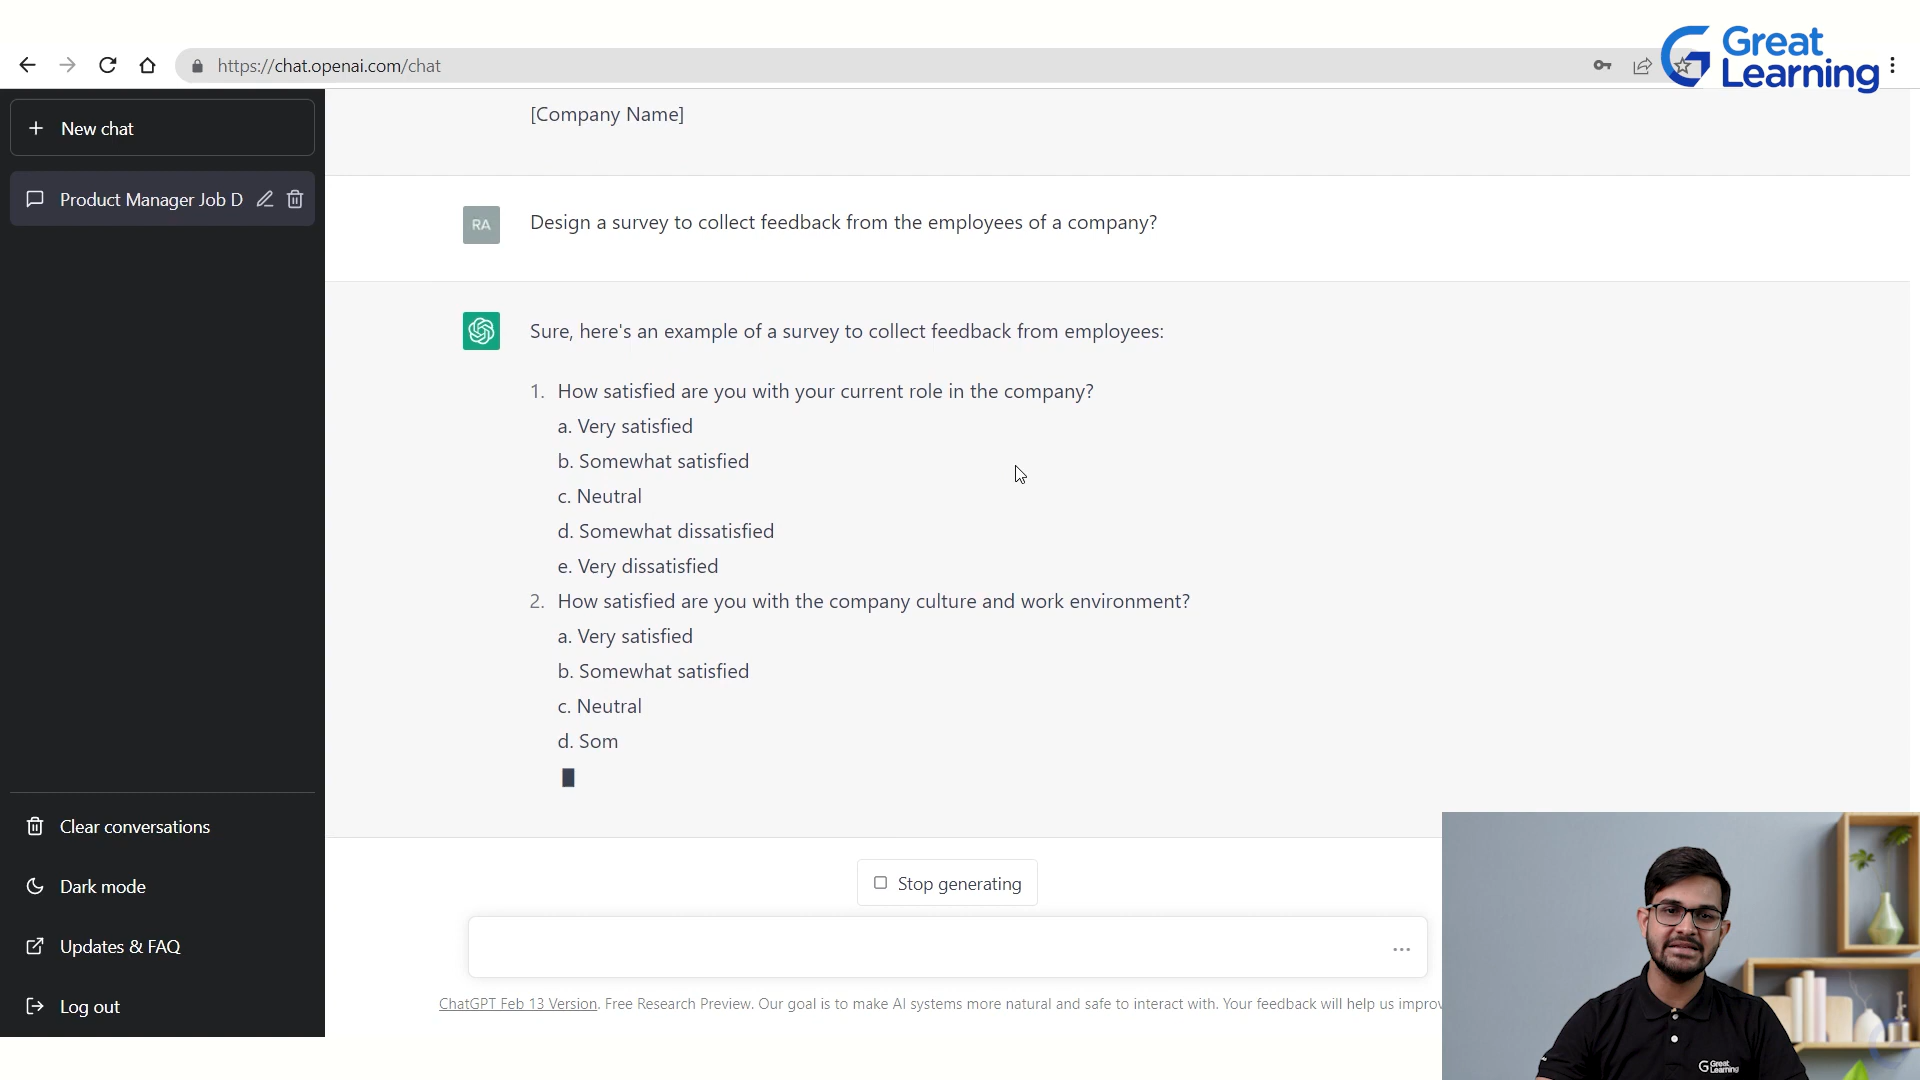 Great
Learning
https://chat.openai.com/chat
New chat
[Company Name]
Product Manager Job D
RA
Design a survey to collect feedback from the employees of a company?
Sure, here's an example of a survey to collect feedback from employees:
1. How satisfied are you with your current role in the company?
a. Very satisfied
b. Somewhat satisfied
c. Neutral
d. Somewhat dissatisfied
e. Very dissatisfied
2. How satisfied are you with the company culture and work environment?
a. Very satisfied
b. Somewhat satisfied
c. Neutral
d. Som
Clear conversations
Dark mode
Updates & FAQ
Log out
Stop generating
ChatGPT Feb 13 Version. Free Research Preview. Our goal is to make AI systems more natural and safe to interact with. Your feedback will help us improv
Great
Learning